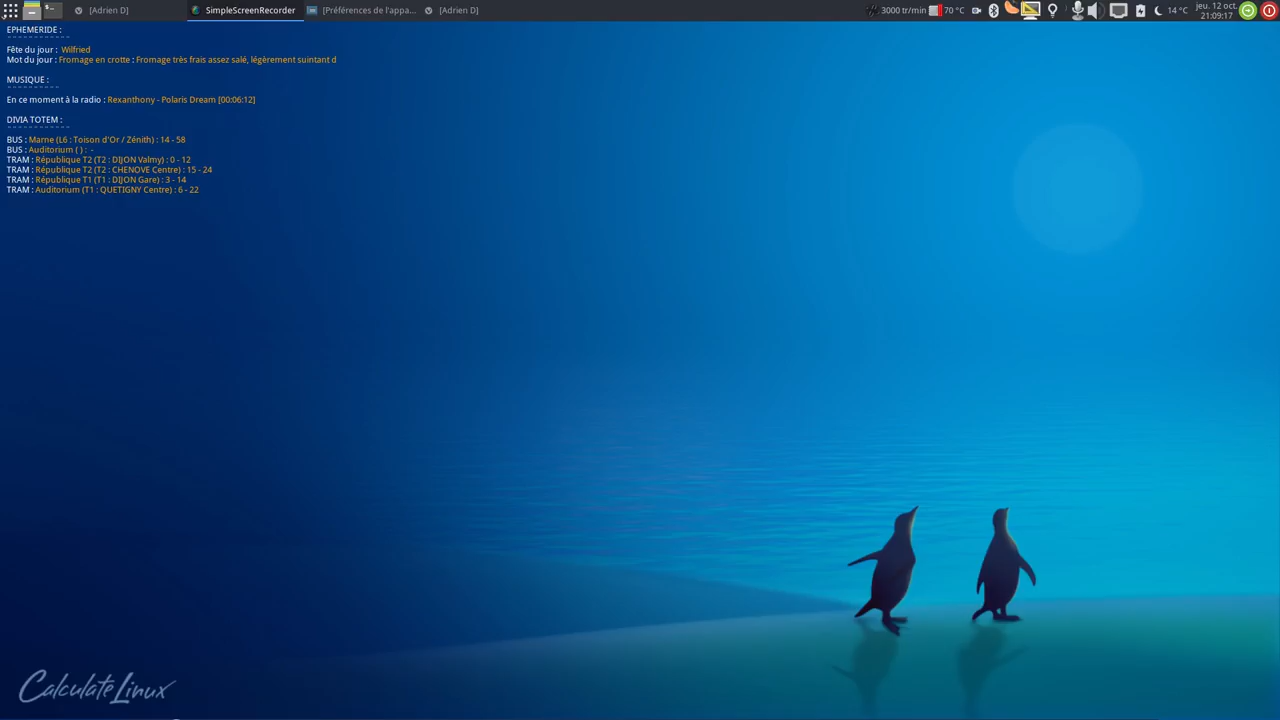 [Adrien D] SimpleScreenRecorder [Préférences de l'appa... [Adrien D] 3000 tr/min 70 °C 14 °C jeu. 12 oct.
21:09:17
EPHEMERIDE :
Fête du jour : Wilfried
Mot du jour : Fromage en crotte : Fromage très frais assez salé, légèrement suintant d
MUSIQUE :
En ce moment à la radio : Rexanthony - Polaris Dream [00:06:12]
DIVIA TOTEM :
BUS : Marne (L6 : Toison d'Or / Zénith) : 14 - 58
BUS : Auditorium ( ) : -
TRAM : République T2 (T2 : DIJON Valmy) : 0 - 12
TRAM : République T2 (T2 : CHENOVE Centre) : 15 - 24
TRAM : République T1 (T1 : DIJON Gare) : 3 - 14
TRAM : Auditorium (T1 : QUETIGNY Centre) : 6 - 22
Calculate Linux